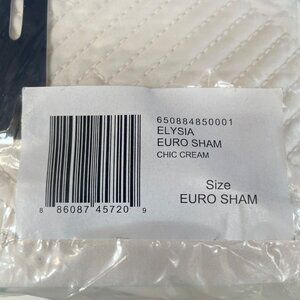 650884850001
ELYSIA
EURO SHAM
CHIC CREAM
Size
EURO SHAM
8 86087 45720 9